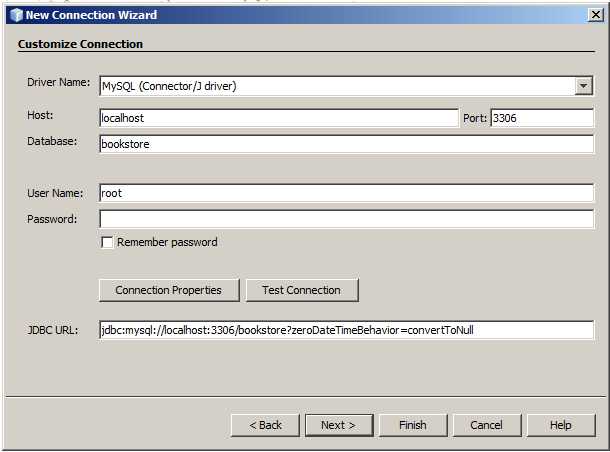 New Connection Wizard
Customize Connection
Driver Name: MySQL (Connector/J driver)
Host: localhost Port: 3306
Database: bookstore
User Name: root
Password:
Remember password
Connection Properties Test Connection
JDBC URL: jdbc:mysql://localhost:3306/bookstore?zeroDateTimeBehavior=convertToNull
< Back Next > Finish Cancel Help